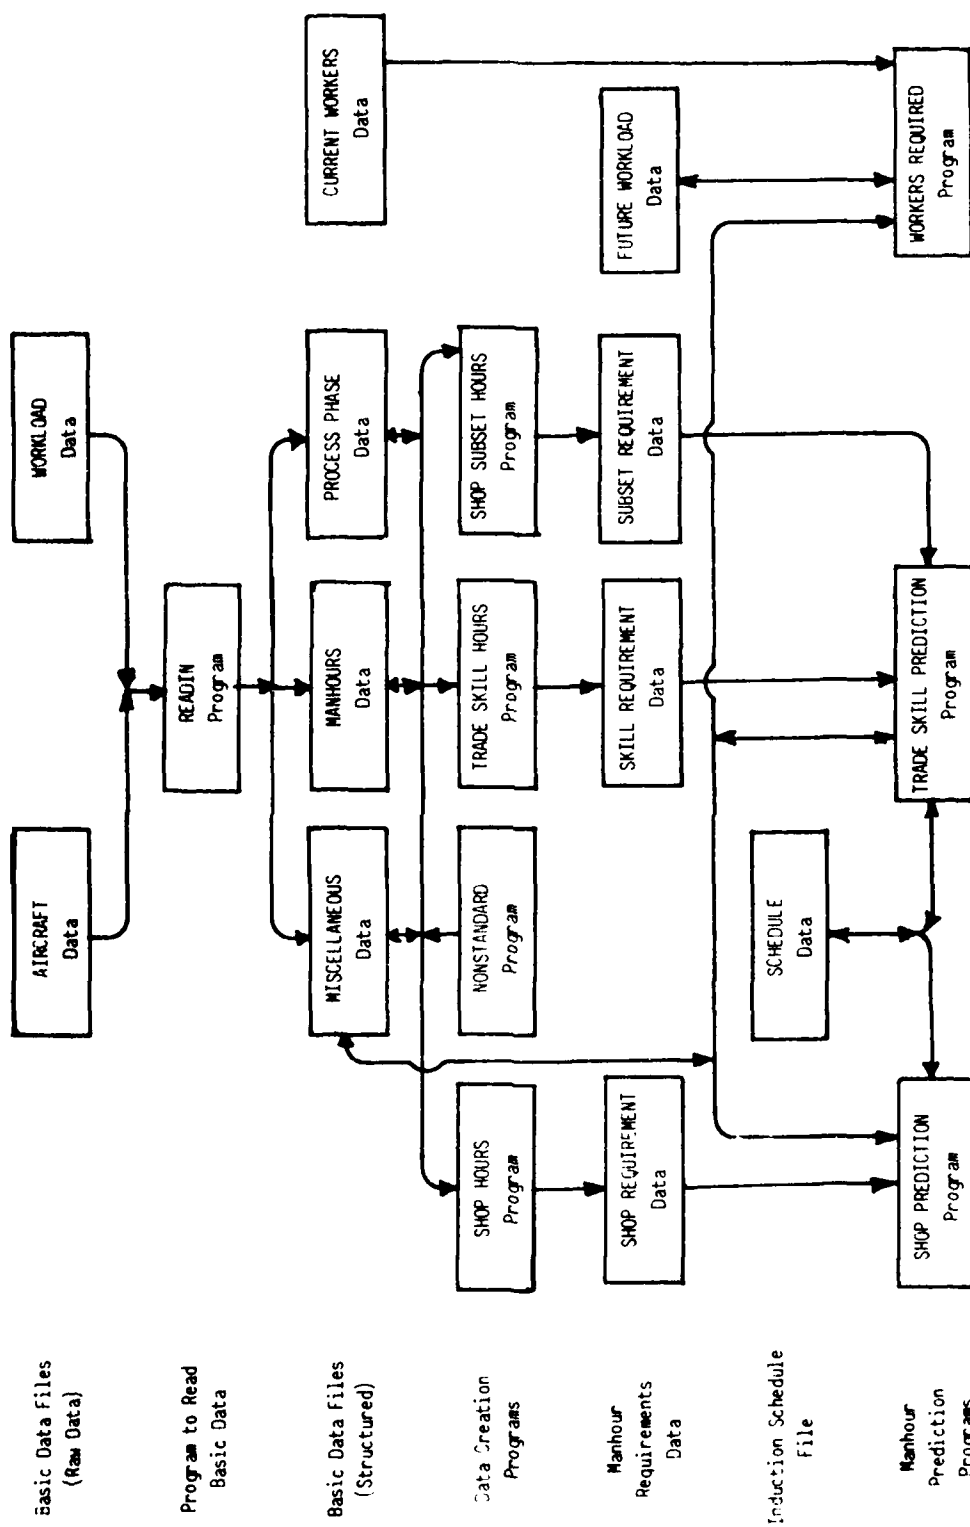 Basic Data Files
(Raw Data)
AIRCRAFT
Data
WORKLOAD
Data
Program to Read
Basic Data
READIN
Program
Basic Data Files
(Structured)
MISCELLANEOUS
Data
MANHOURS
Data
PROCESS PHASE
Data
CURRENT WORKERS
Data
Data Creation
Programs
SHOP HOURS
Program
NONSTANDARD
Program
TRADE SKILL HOURS
Program
SHOP SUBSET HOURS
Program
Manhour
Requirements
Data
SHOP REQUIREMENT
Data
SKILL REQUIREMENT
Data
SUBSET REQUIREMENT
Data
FUTURE WORKLOAD
Data
Induction Schedule
File
SCHEDULE
Data
Manhour
Prediction
Programs
SHOP PREDICTION
Program
TRADE SKILL PREDICTION
Program
WORKERS REQUIRED
Program